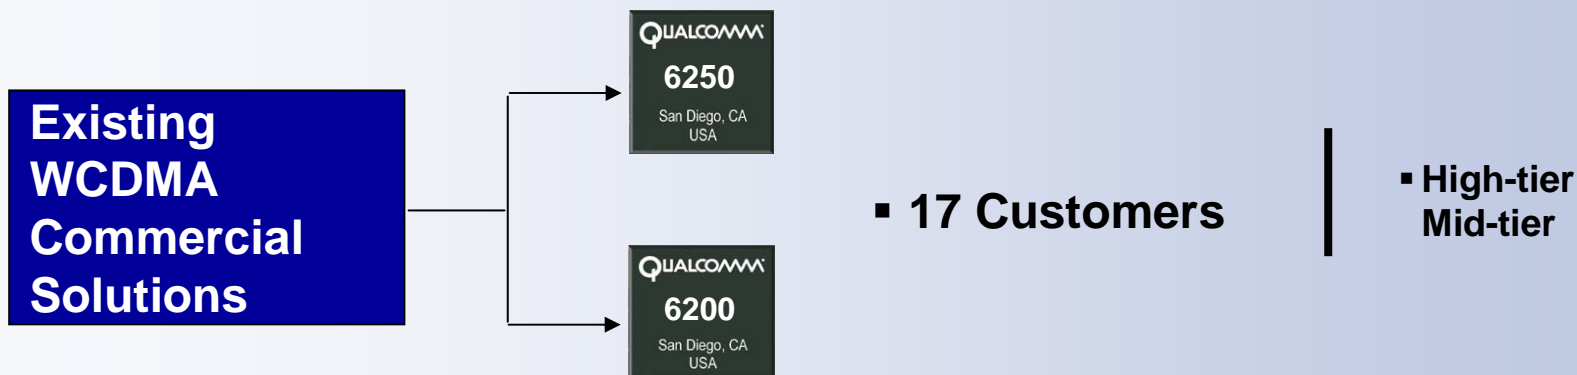 Existing
WCDMA
Commercial
Solutions
QUALCOMM
6250
San Diego, CA
USA
QUALCOMM
6200
San Diego, CA
USA
▪ 17 Customers
▪ High-tier
Mid-tier